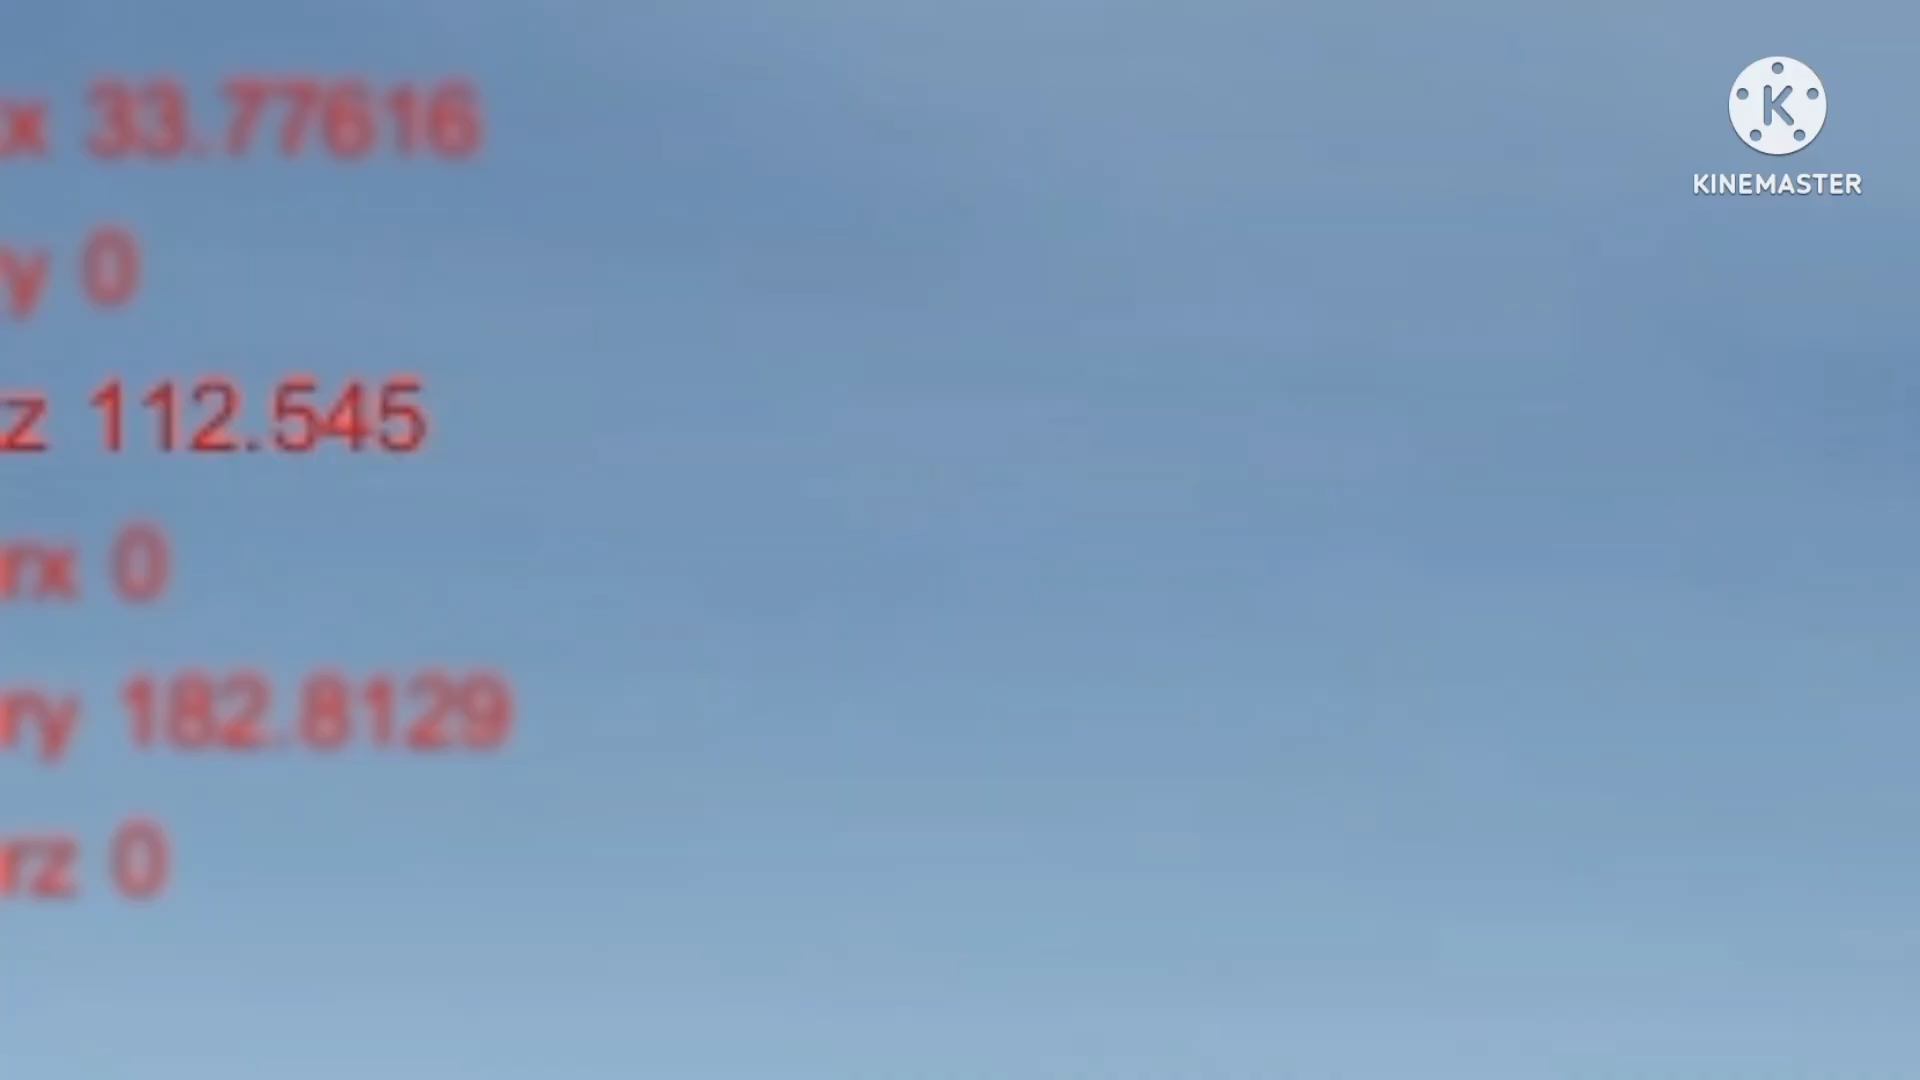 x 33.77616
KINEMASTER
y 0
z 112.545
rx 0
ry 182.8129
rz 0